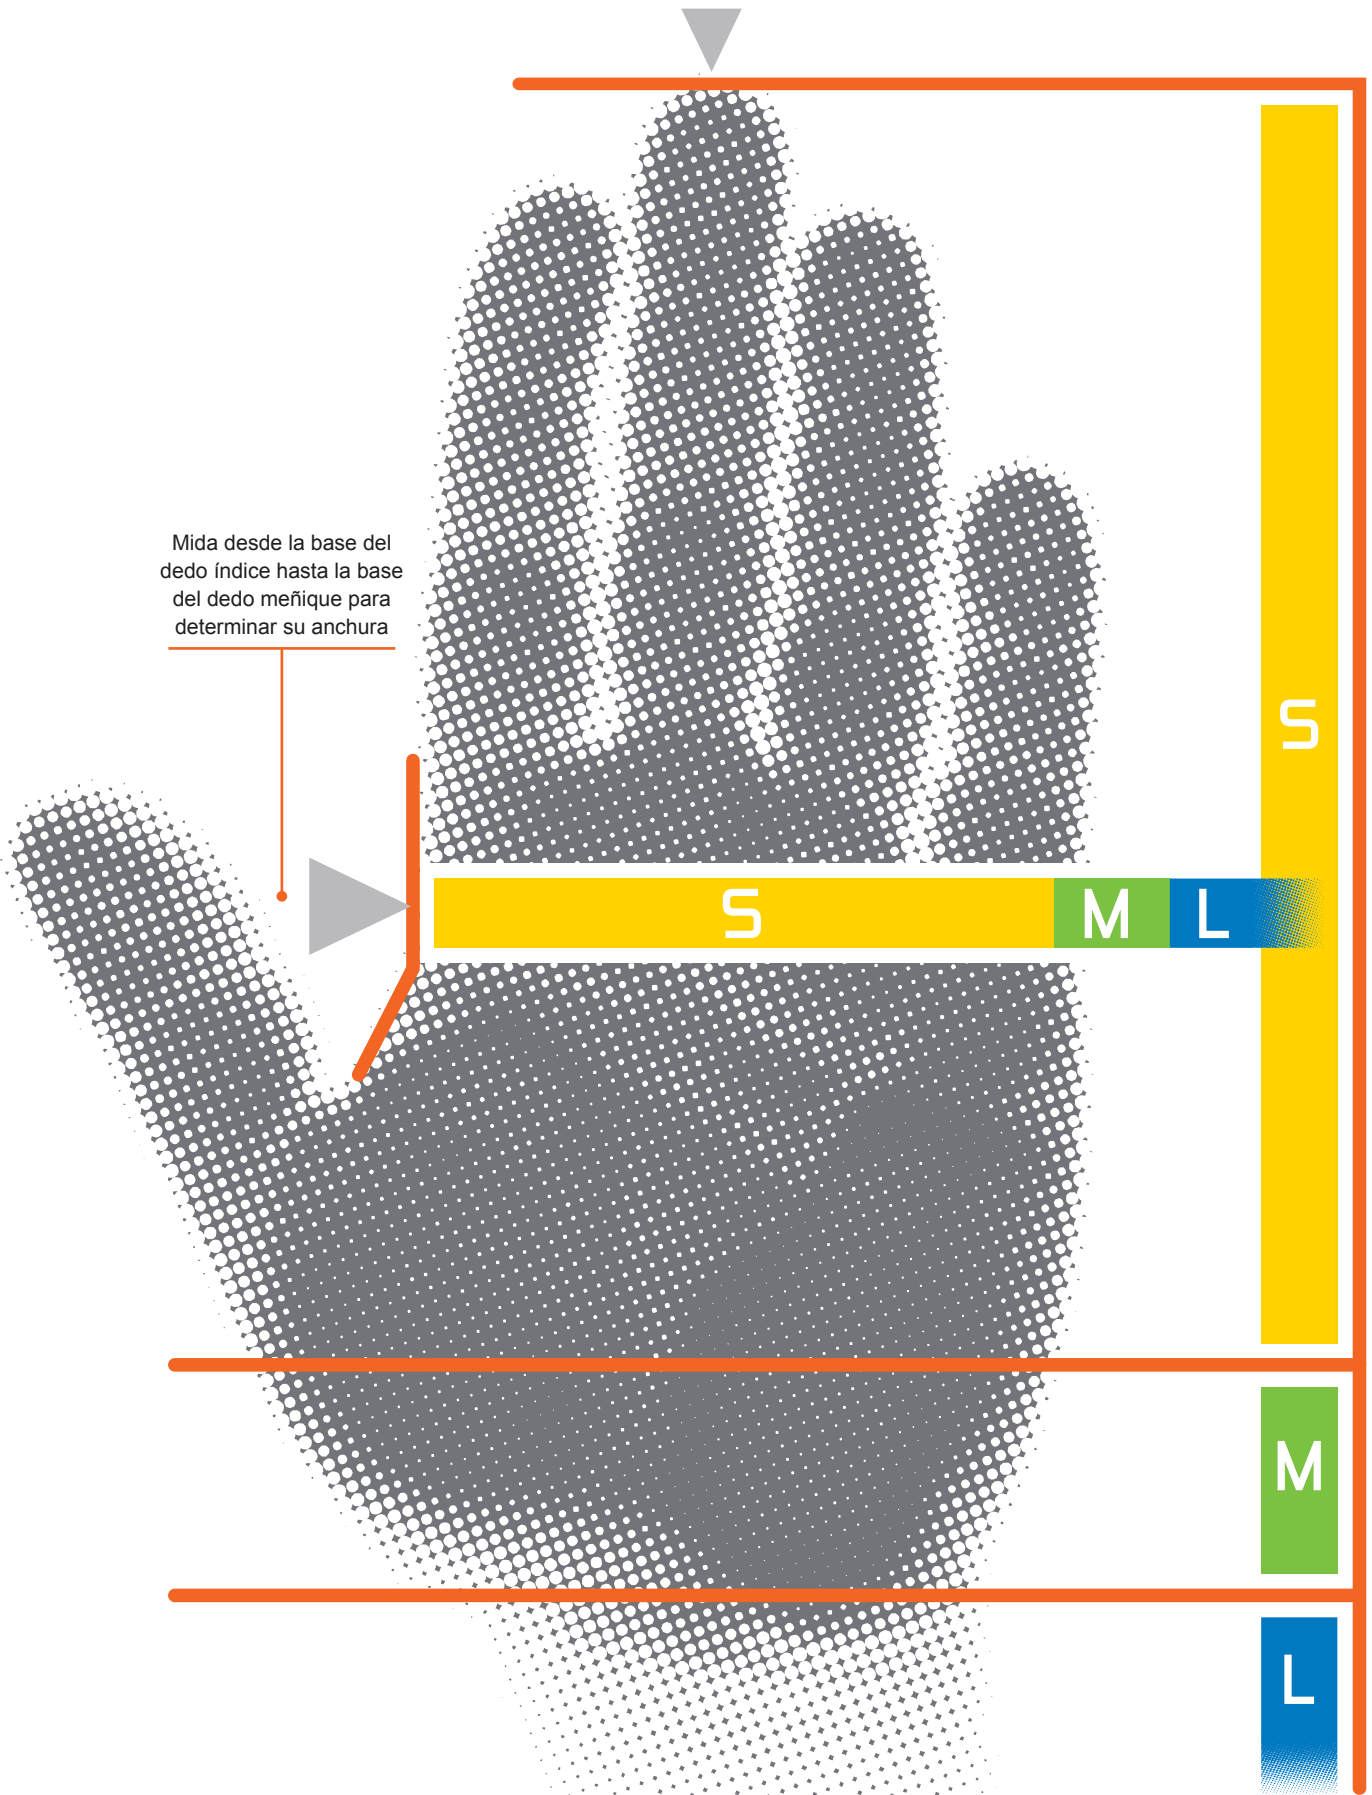 Mida desde la base del
dedo índice hasta la base
del dedo meñique para
determinar su anchura
S
S M L
M
L